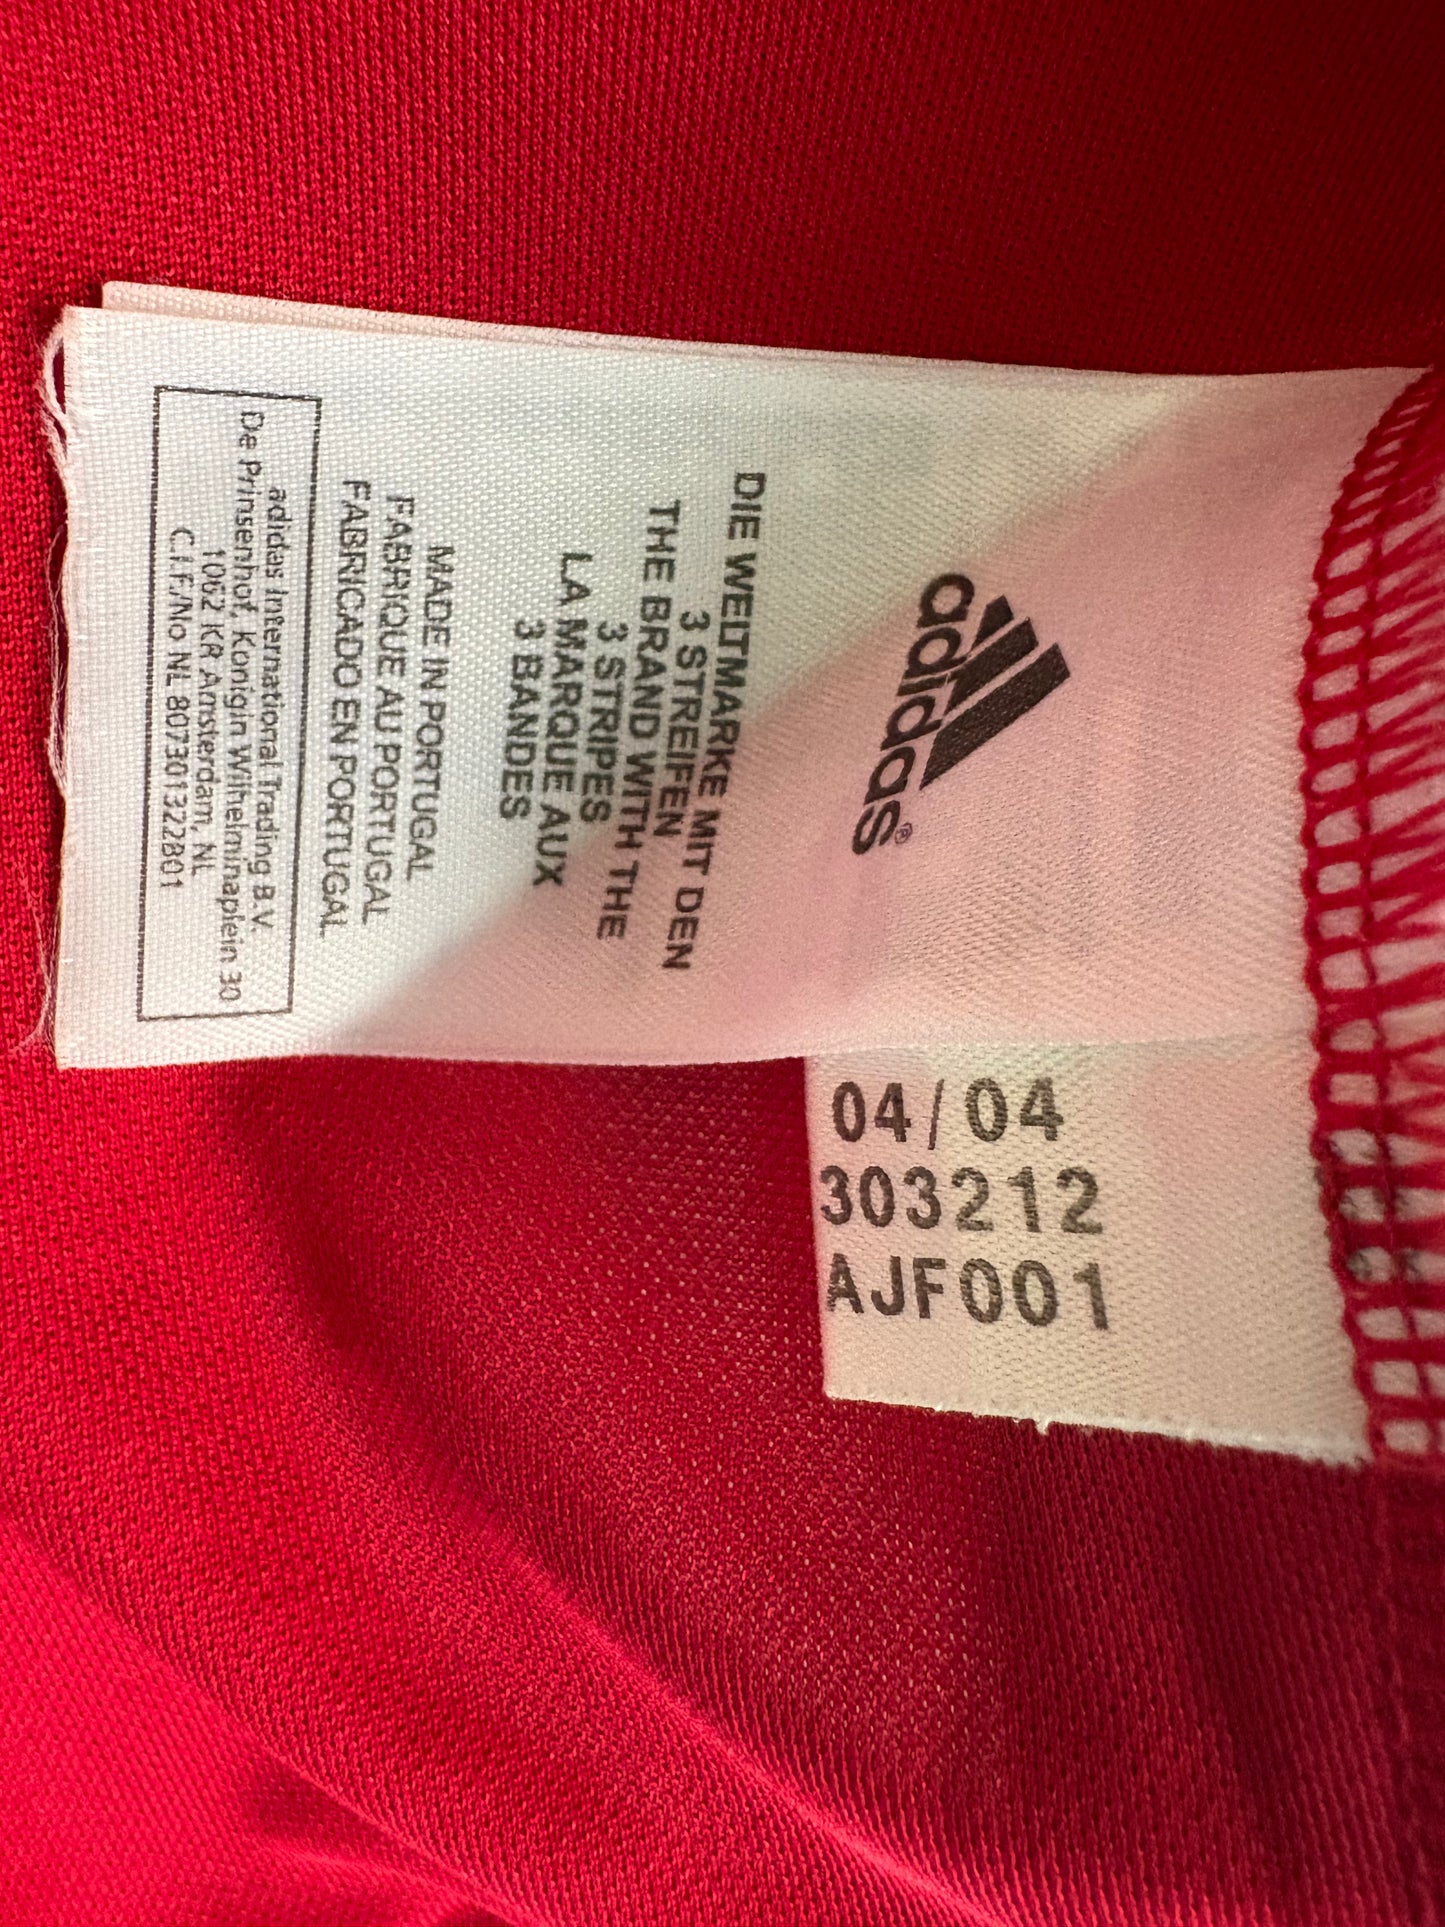 adidas®
DIE WELTMARKE MIT DEN
3 STREIFEN
THE BRAND WITH THE
3 STRIPES
LA MARQUE AUX
3 BANDES
MADE IN PORTUGAL
FABRIQUE AU PORTUGAL
FABRICADO EN PORTUGAL
adidas International Trading B.V.
De Prinsenhof, Konigin Wilhelminaplein 30
1062 KR Amsterdam, NL
C.I.F./No NL 807301322B01
04/04
303212
AJF001